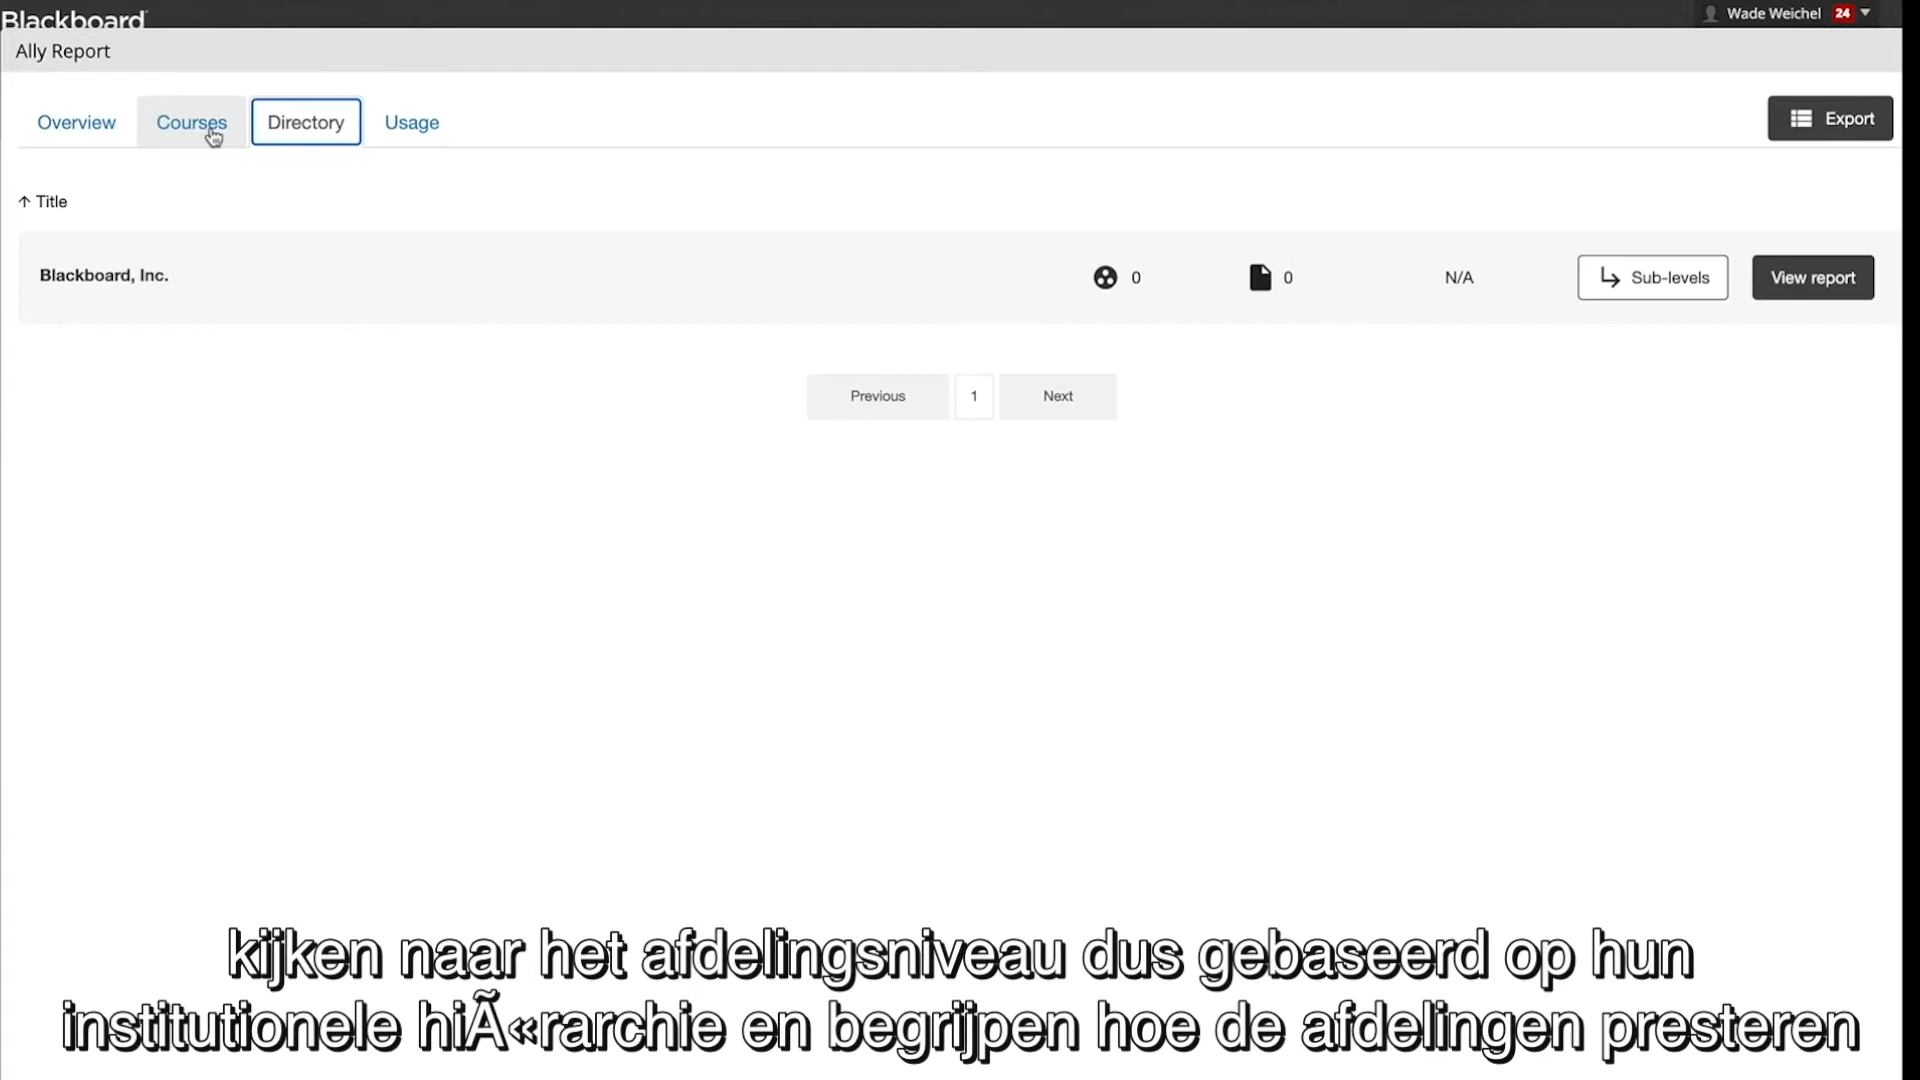 Blackboard
Wade Weichel 24
Ally Report
Overview Courses Directory Usage
Export
↑ Title
Blackboard, Inc. 0 0 N/A Sub-levels View report
Previous 1 Next
kijken naar het afdelingsniveau dus gebaseerd op hun
institutionele hiÃ«rarchie en begrijpen hoe de afdelingen presteren